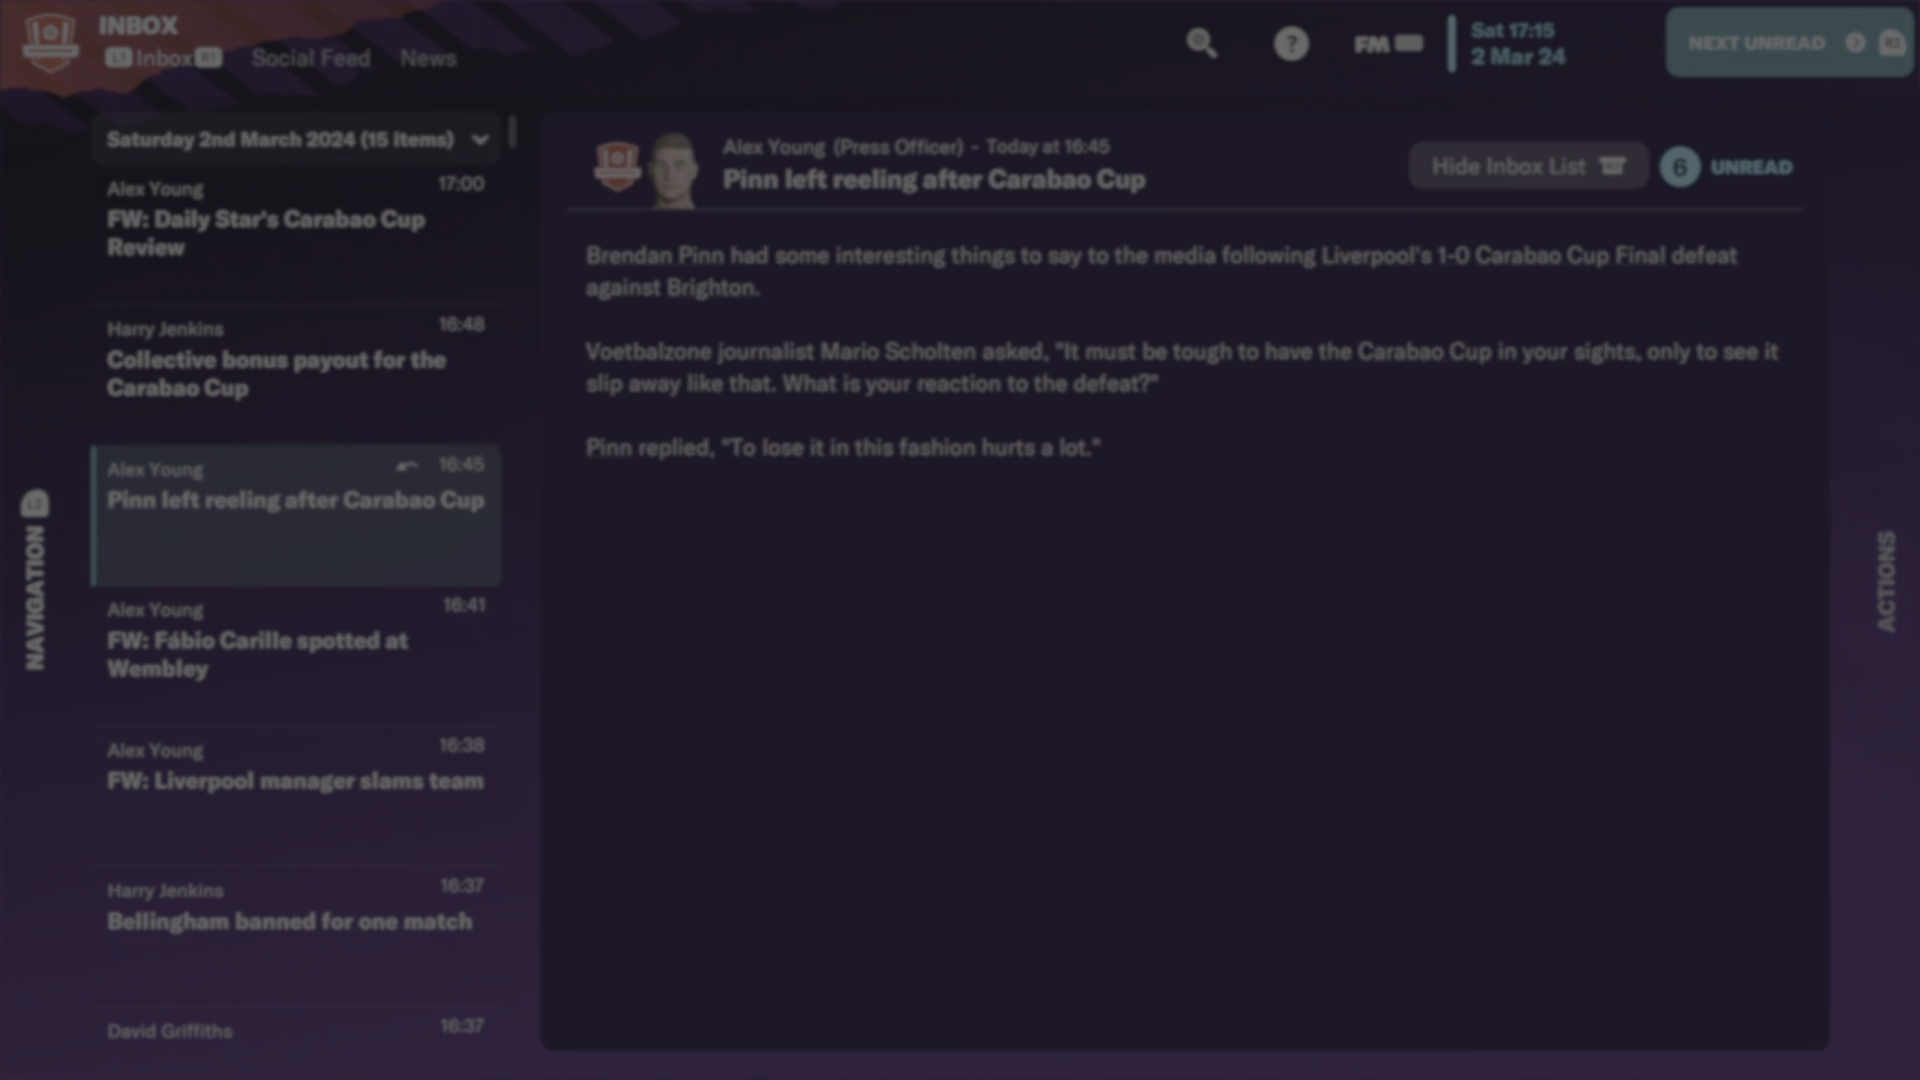 INBOX
L1 Inbox R1 Social Feed News
FM
Sat 17:15
2 Mar 24
NEXT UNREAD R2
Saturday 2nd March 2024 (15 items)
Alex Young 17:00
FW: Daily Star's Carabao Cup
Review
Harry Jenkins 16:48
Collective bonus payout for the
Carabao Cup
Alex Young 16:45
Pinn left reeling after Carabao Cup
Alex Young 16:41
FW: Fábio Carille spotted at
Wembley
Alex Young 16:38
FW: Liverpool manager slams team
Harry Jenkins 16:37
Bellingham banned for one match
David Griffiths 16:37
NAVIGATION L2
Alex Young (Press Officer) - Today at 16:45
Pinn left reeling after Carabao Cup
Hide Inbox List
6 UNREAD
Brendan Pinn had some interesting things to say to the media following Liverpool's 1-0 Carabao Cup Final defeat
against Brighton.
Voetbalzone journalist Mario Scholten asked, "It must be tough to have the Carabao Cup in your sights, only to see it
slip away like that. What is your reaction to the defeat?"
Pinn replied, "To lose it in this fashion hurts a lot."
ACTIONS